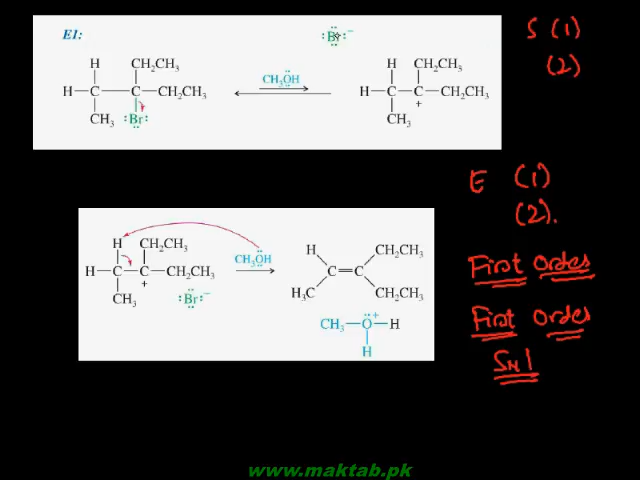 E1:
:Br:⁻
S (1)
(2)
H CH₂CH₃
H—C—C—CH₂CH₃
CH₃ :Br:
CH₃ÖH
H CH₂CH₃
H—C—C—CH₂CH₃
+
CH₃
E (1)
(2).
H CH₂CH₃
H—C—C—CH₂CH₃
+
CH₃ :Br:⁻
CH₃ÖH
H CH₂CH₃
C=C
H₃C CH₂CH₃
CH₃—O—H
+
H
First Order
First Order
SN1
www.maktab.pk